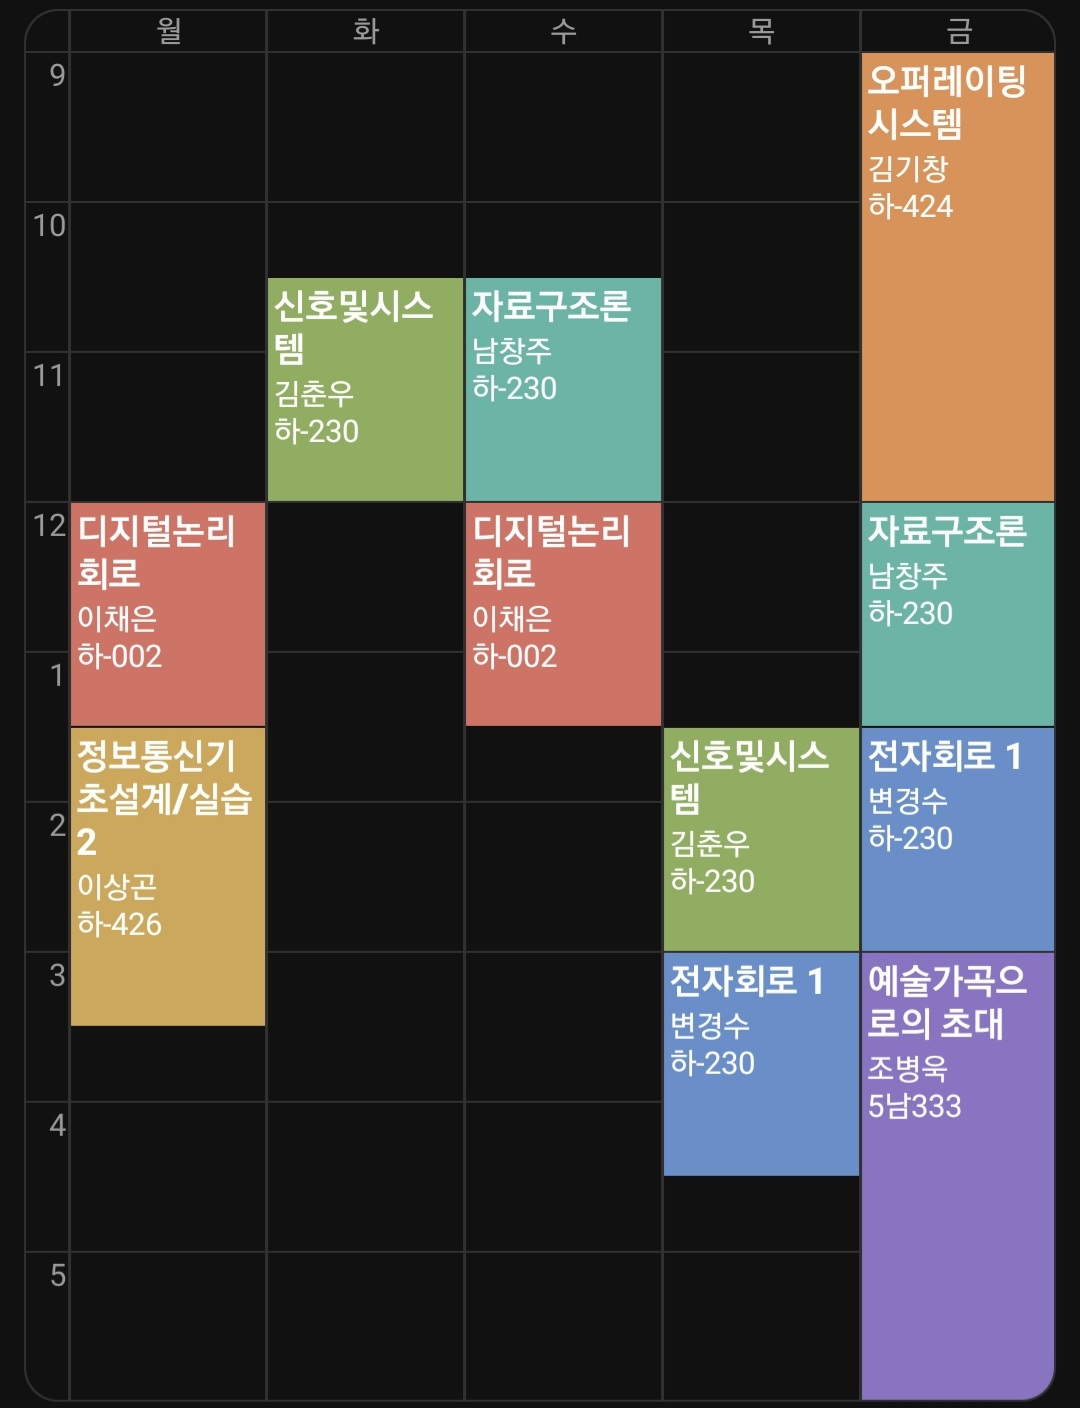 월 화 수 목 금
9
오퍼레이팅
시스템
김기창
하-424
10
신호및시스
템
김춘우
하-230
자료구조론
남창주
하-230
11
12
디지털논리
회로
이채은
하-002
디지털논리
회로
이채은
하-002
자료구조론
남창주
하-230
1
정보통신기
초설계/실습
2
이상곤
하-426
신호및시스
템
김춘우
하-230
전자회로 1
변경수
하-230
2
3
전자회로 1
변경수
하-230
예술가곡으
로의 초대
조병욱
5남333
4
5